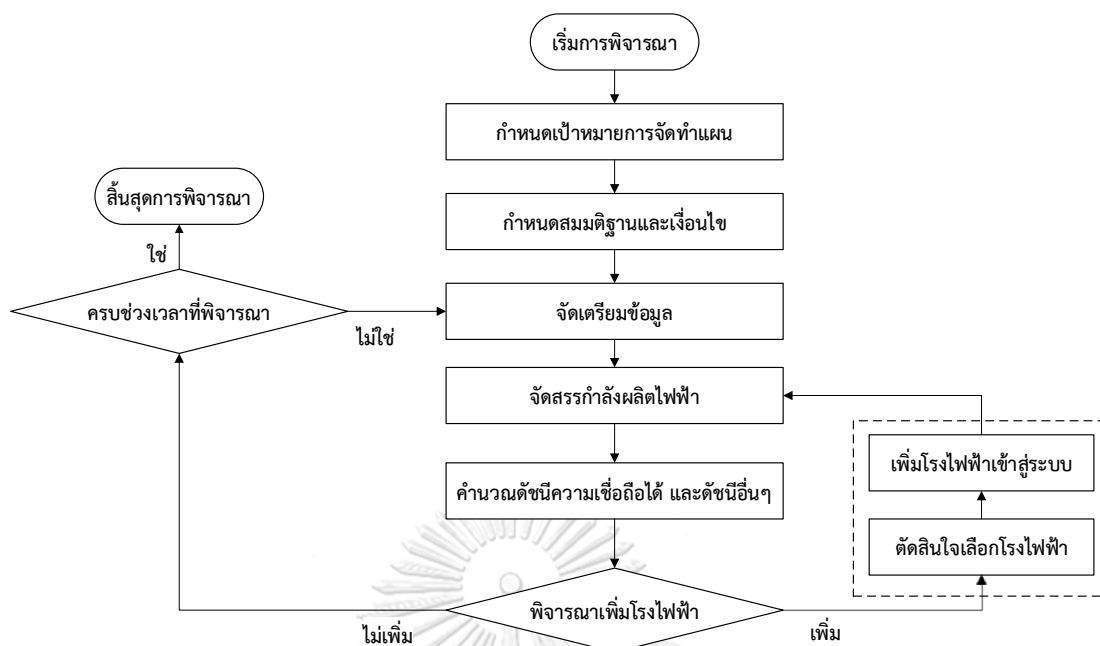 เริ่มการพิจารณา
กำหนดเป้าหมายการจัดทำแผน
สิ้นสุดการพิจารณา
กำหนดสมมติฐานและเงื่อนไข
ใช่
ครบช่วงเวลาที่พิจารณา
จัดเตรียมข้อมูล
ไม่ใช่
จัดสรรกำลังผลิตไฟฟ้า
เพิ่มโรงไฟฟ้าเข้าสู่ระบบ
คำนวณดัชนีความเชื่อถือได้ และดัชนีอื่นๆ
ตัดสินใจเลือกโรงไฟฟ้า
พิจารณาเพิ่มโรงไฟฟ้า
ไม่เพิ่ม
เพิ่ม